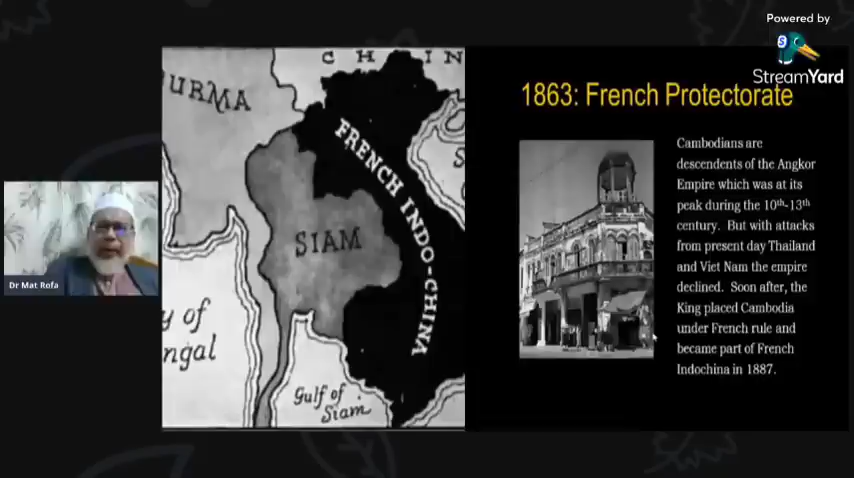 Powered by
StreamYard
1863: French Protectorate
Cambodians are
descendents of the Angkor
Empire which was at its
peak during the 10th-13th
century. But with attacks
from present day Thailand
and Viet Nam the empire
declined. Soon after, the
King placed Cambodia
under French rule and
became part of French
Indochina in 1887.
CHIN
URMA
FRENCH INDO-CHINA
SIAM
y of
ngal
Gulf of
Siam
S
Dr Mat Rofa